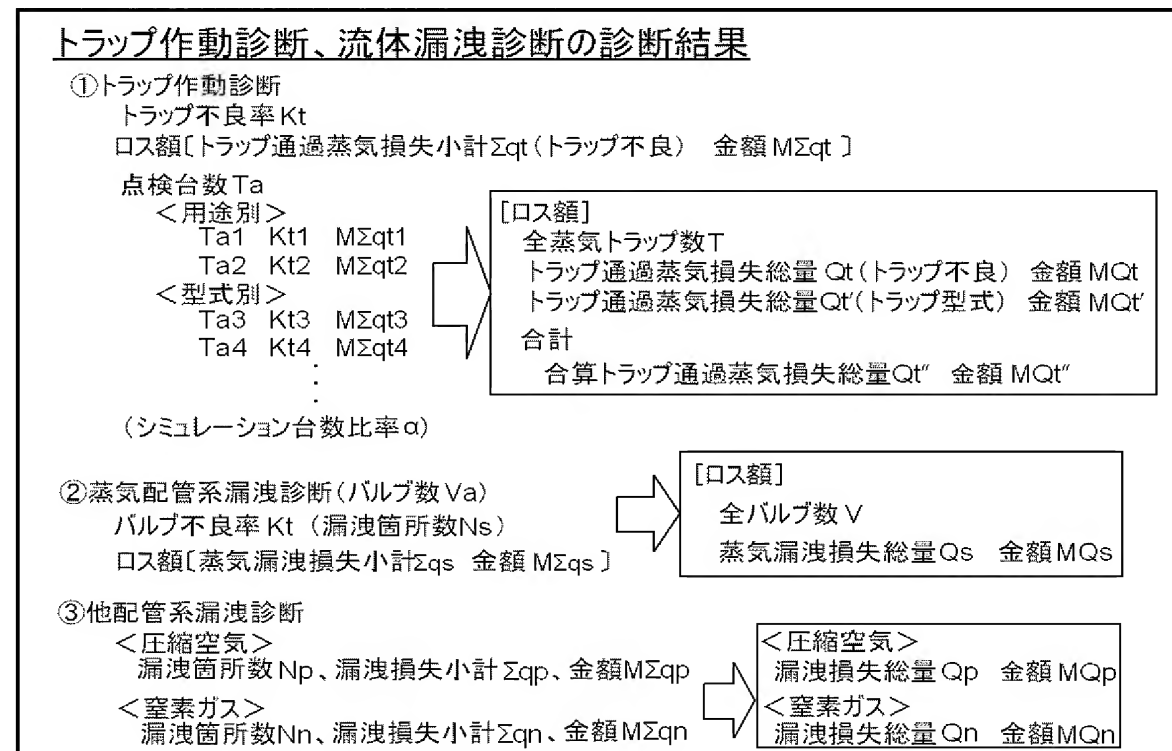 トラップ作動診断、流体漏洩診断の診断結果
①トラップ作動診断
トラップ不良率Kt
ロス額〔トラップ通過蒸気損失小計Σqt(トラップ不良) 金額MΣqt〕
点検台数Ta
<用途別>
Ta1 Kt1 MΣqt1
Ta2 Kt2 MΣqt2
<型式別>
Ta3 Kt3 MΣqt3
Ta4 Kt4 MΣqt4
:
(シミュレーション台数比率α)
[ロス額]
全蒸気トラップ数T
トラップ通過蒸気損失総量Qt(トラップ不良) 金額MQt
トラップ通過蒸気損失総量Qt'(トラップ型式) 金額MQt'
合計
合算トラップ通過蒸気損失総量Qt" 金額MQt"
②蒸気配管系漏洩診断(バルブ数Va)
バルブ不良率Kt (漏洩箇所数Ns)
ロス額〔蒸気漏洩損失小計Σqs 金額MΣqs〕
[ロス額]
全バルブ数V
蒸気漏洩損失総量Qs 金額MQs
③他配管系漏洩診断
<圧縮空気>
漏洩箇所数Np、漏洩損失小計Σqp、金額MΣqp
<窒素ガス>
漏洩箇所数Nn、漏洩損失小計Σqn、金額MΣqn
<圧縮空気>
漏洩損失総量Qp 金額MQp
<窒素ガス>
漏洩損失総量Qn 金額MQn